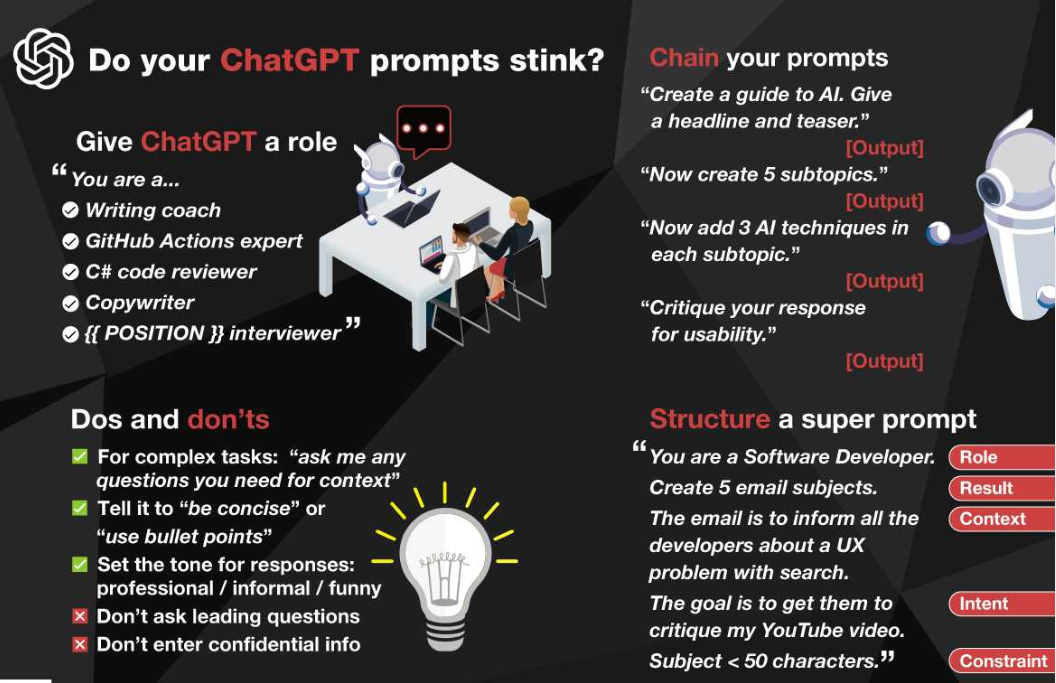 Do your ChatGPT prompts stink?
Give ChatGPT a role
“You are a...
Writing coach
GitHub Actions expert
C# code reviewer
Copywriter
{{ POSITION }} interviewer”
Dos and don’ts
For complex tasks: “ask me any
questions you need for context”
Tell it to “be concise” or
“use bullet points”
Set the tone for responses:
professional / informal / funny
Don’t ask leading questions
Don’t enter confidential info
Chain your prompts
“Create a guide to AI. Give
a headline and teaser.”
[Output]
“Now create 5 subtopics.”
[Output]
“Now add 3 AI techniques in
each subtopic.”
[Output]
“Critique your response
for usability.”
[Output]
Structure a super prompt
“You are a Software Developer. Role
Create 5 email subjects. Result
The email is to inform all the Context
developers about a UX
problem with search.
The goal is to get them to Intent
critique my YouTube video.
Subject < 50 characters.” Constraint